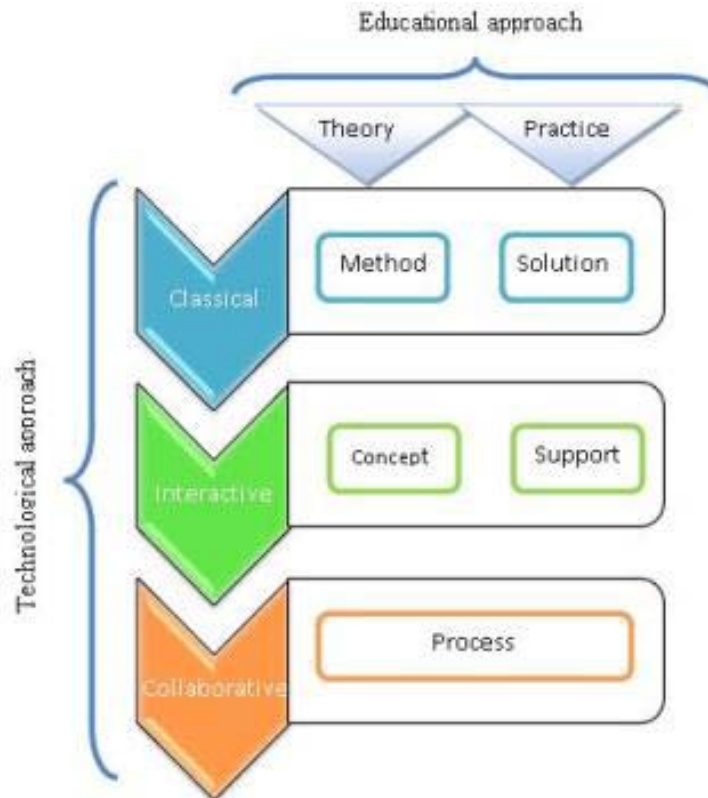 Educational approach
Theory
Practice
Technological approach
Classical
Method
Solution
Interactive
Concept
Support
Collaborative
Process